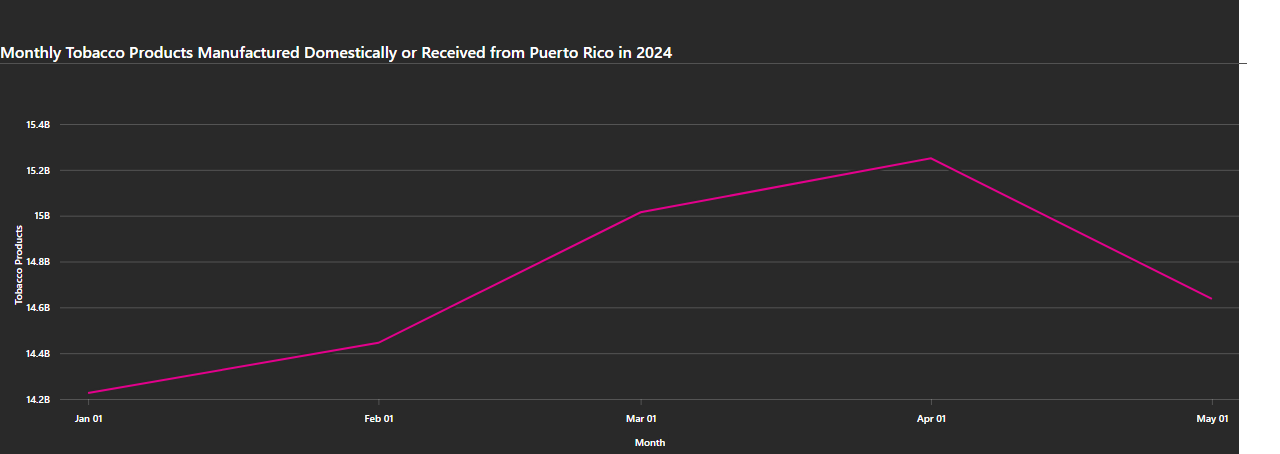 Monthly Tobacco Products Manufactured Domestically or Received from Puerto Rico in 2024
Tobacco Products
15.4B
15.2B
15B
14.8B
14.6B
14.4B
14.2B
Jan 01 Feb 01 Mar 01 Apr 01 May 01
Month